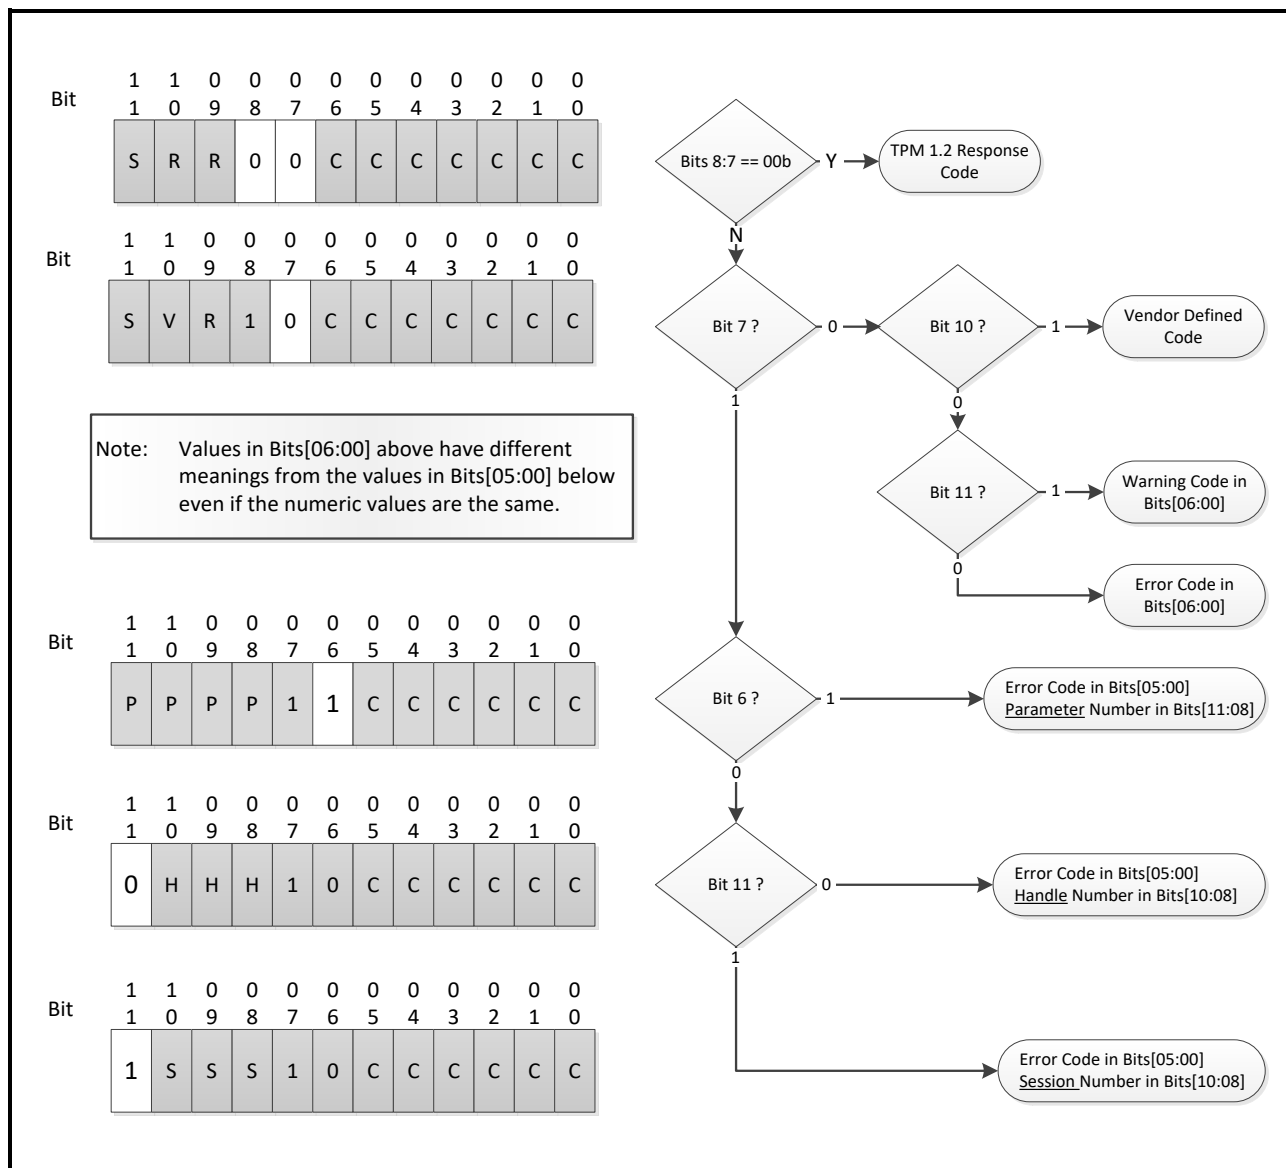 1 1 0 0 0 0 0 0 0 0 0 0
Bit 1 0 9 8 7 6 5 4 3 2 1 0
S R R 0 0 C C C C C C C
1 1 0 0 0 0 0 0 0 0 0 0
Bit 1 0 9 8 7 6 5 4 3 2 1 0
S V R 1 0 C C C C C C C
Note: Values in Bits[06:00] above have different
meanings from the values in Bits[05:00] below
even if the numeric values are the same.
1 1 0 0 0 0 0 0 0 0 0 0
Bit 1 0 9 8 7 6 5 4 3 2 1 0
P P P P 1 1 C C C C C C
1 1 0 0 0 0 0 0 0 0 0 0
Bit 1 0 9 8 7 6 5 4 3 2 1 0
0 H H H 1 0 C C C C C C
1 1 0 0 0 0 0 0 0 0 0 0
Bit 1 0 9 8 7 6 5 4 3 2 1 0
1 S S S 1 0 C C C C C C
Bits 8:7 == 00b
Y
TPM 1.2 Response
Code
N
Bit 7 ?
0
Bit 10 ?
1
Vendor Defined
Code
1
0
Bit 11 ?
1
Warning Code in
Bits[06:00]
0
Error Code in
Bits[06:00]
Bit 6 ?
1
Error Code in Bits[05:00]
Parameter Number in Bits[11:08]
0
Bit 11 ?
0
Error Code in Bits[05:00]
Handle Number in Bits[10:08]
1
Error Code in Bits[05:00]
Session Number in Bits[10:08]